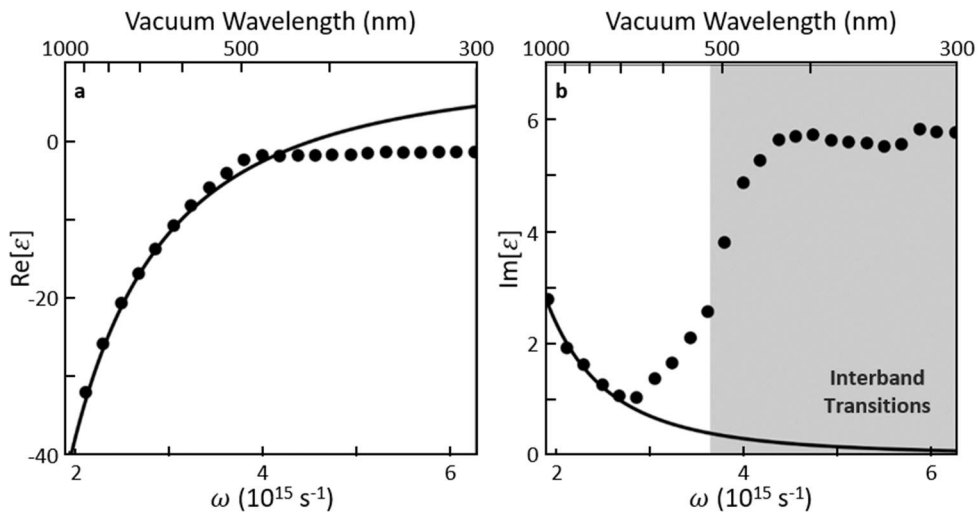 Vacuum Wavelength (nm)
1000 500 300
a
0
-20
-40
Re[ε]
2 4 6
ω (10¹⁵ s⁻¹)
Vacuum Wavelength (nm)
1000 500 300
b
6
4
2
0
Im[ε]
Interband
Transitions
2 4 6
ω (10¹⁵ s⁻¹)